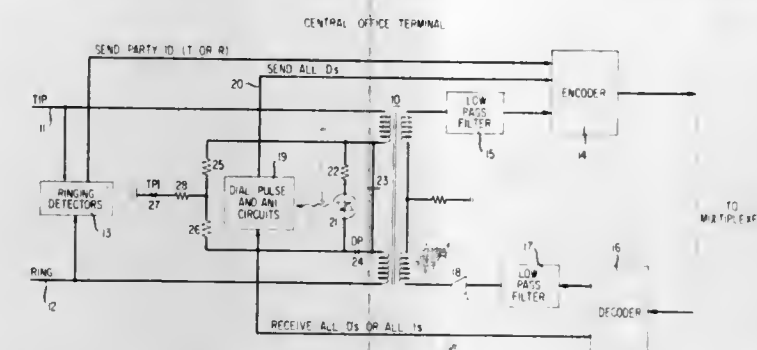 CENTRAL OFFICE TERMINAL
SEND PARTY ID (T OR R)
SEND ALL 0s
20
TIP
11
10
LOW
PASS
FILTER
15
ENCODER
14
25
19
22
23
TP1
28
27
DIAL PULSE
AND ANI
CIRCUITS
21
26
DP
24
RINGING
DETECTORS
13
TO
RING
12
18
17
LOW
PASS
FILTER
16
DECODER
RECEIVE ALL 0's OR ALL 1s